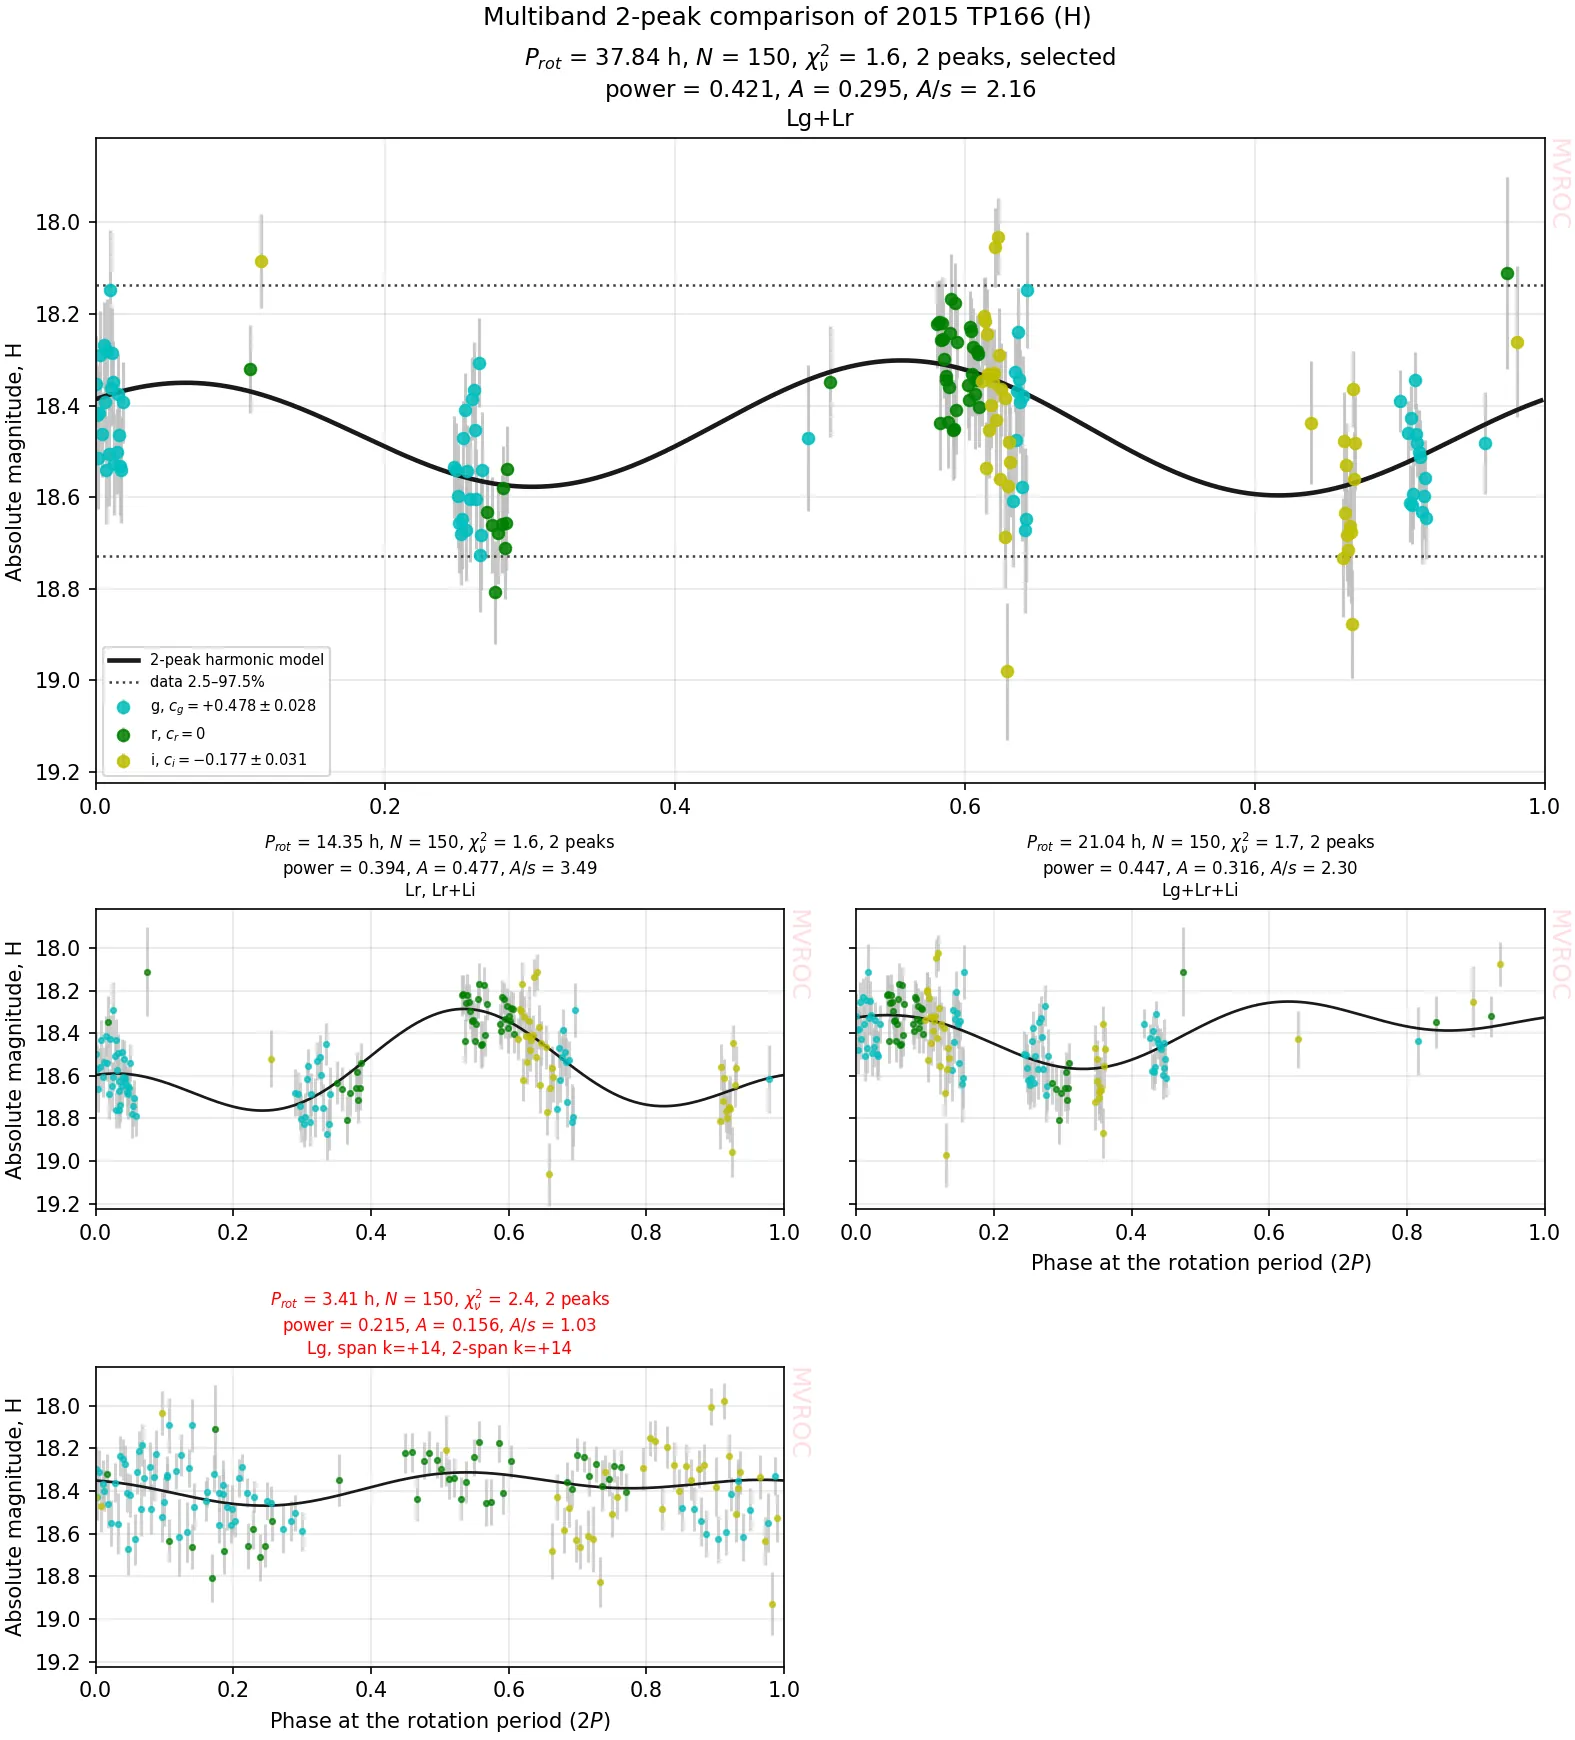 Multiband 2-peak comparison of 2015 TP166 (H)
P_rot = 37.84 h, N = 150, χ²_ν = 1.6, 2 peaks, selected
power = 0.421, A = 0.295, A/s = 2.16
Lg+Lr
MVROC
Absolute magnitude, H
18.0
18.2
18.4
18.6
18.8
19.0
19.2
2-peak harmonic model
data 2.5–97.5%
g, c_g = +0.478 ± 0.028
r, c_r = 0
i, c_i = −0.177 ± 0.031
0.0 0.2 0.4 0.6 0.8 1.0
P_rot = 14.35 h, N = 150, χ²_ν = 1.6, 2 peaks
power = 0.394, A = 0.477, A/s = 3.49
Lr, Lr+Li
MVROC
Absolute magnitude, H
18.0
18.2
18.4
18.6
18.8
19.0
19.2
0.0 0.2 0.4 0.6 0.8 1.0
P_rot = 21.04 h, N = 150, χ²_ν = 1.7, 2 peaks
power = 0.447, A = 0.316, A/s = 2.30
Lg+Lr+Li
MVROC
0.0 0.2 0.4 0.6 0.8 1.0
Phase at the rotation period (2P)
P_rot = 3.41 h, N = 150, χ²_ν = 2.4, 2 peaks
power = 0.215, A = 0.156, A/s = 1.03
Lg, span k=+14, 2-span k=+14
MVROC
Absolute magnitude, H
18.0
18.2
18.4
18.6
18.8
19.0
19.2
0.0 0.2 0.4 0.6 0.8 1.0
Phase at the rotation period (2P)